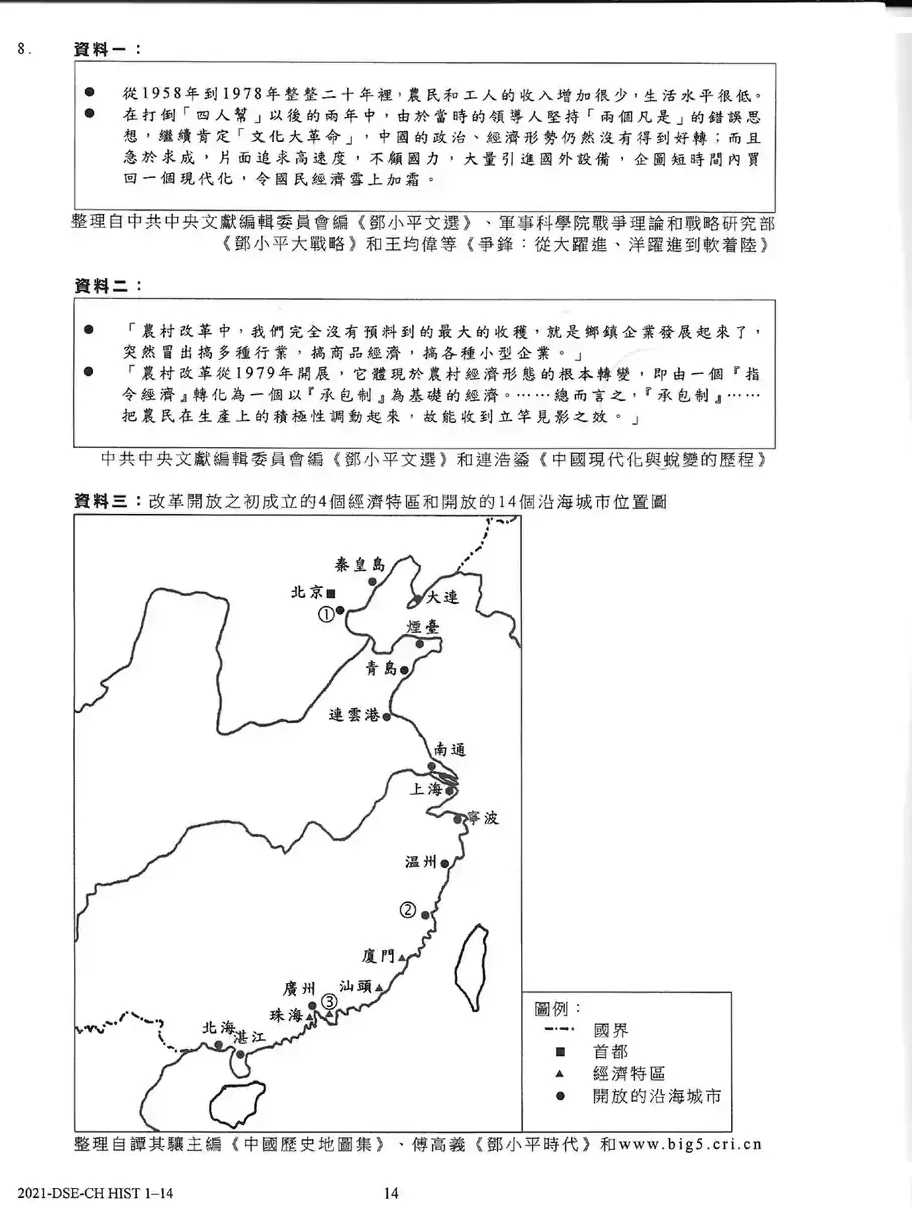 8.
資料一：
● 從1958年到1978年整整二十年裡，農民和工人的收入增加很少，生活水平很低。
● 在打倒「四人幫」以後的兩年中，由於當時的領導人堅持「兩個凡是」的錯誤思
想，繼續肯定「文化大革命」，中國的政治、經濟形勢仍然沒有得到好轉；而且
急於求成，片面追求高速度，不顧國力，大量引進國外設備，企圖短時間內買
回一個現代化，令國民經濟雪上加霜。
整理自中共中央文獻編輯委員會編《鄧小平文選》、軍事科學院戰爭理論和戰略研究部
《鄧小平大戰略》和王均偉等《爭鋒：從大躍進、洋躍進到軟着陸》
資料二：
● 「農村改革中，我們完全沒有預料到的最大的收穫，就是鄉鎮企業發展起來了，
突然冒出搞多種行業，搞商品經濟，搞各種小型企業。」
● 「農村改革從1979年開展，它體現於農村經濟形態的根本轉變，即由一個『指
令經濟』轉化為一個以『承包制』為基礎的經濟。……總而言之，『承包制』……
把農民在生產上的積極性調動起來，故能收到立竿見影之效。」
中共中央文獻編輯委員會編《鄧小平文選》和連浩鋈《中國現代化與蛻變的歷程》
資料三：改革開放之初成立的4個經濟特區和開放的14個沿海城市位置圖
秦皇島
北京
大連
①
煙臺
青島
連雲港
南通
上海
寧波
温州
②
廈門
汕頭
廣州
③
珠海
北海
湛江
圖例：
國界
首都
經濟特區
開放的沿海城市
整理自譚其驤主編《中國歷史地圖集》、傅高義《鄧小平時代》和www.big5.cri.cn
2021-DSE-CH HIST 1–14
14